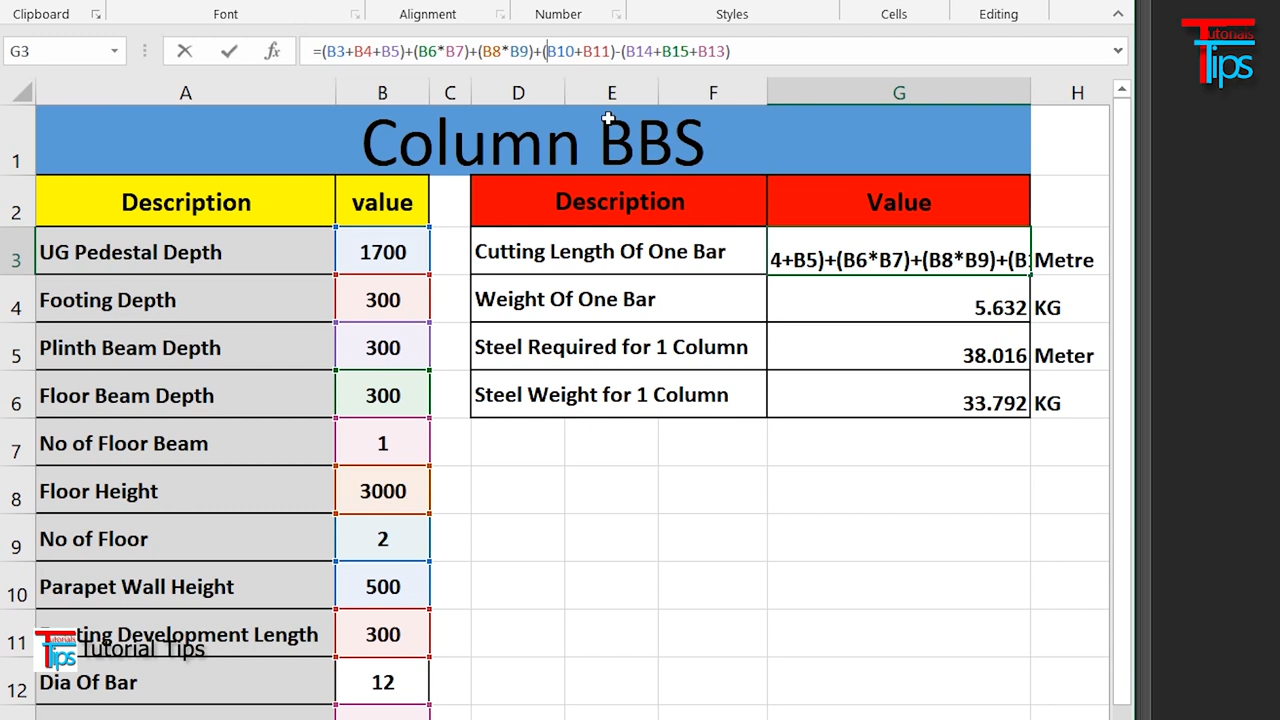 Clipboard Font Alignment Number Styles Cells Editing
G3 fx =(B3+B4+B5)+(B6*B7)+(B8*B9)+(B10+B11)-(B14+B15+B13)
A B C D E F G H
1 Column BBS
2 Description value Description Value
3 UG Pedestal Depth 1700 Cutting Length Of One Bar 4+B5)+(B6*B7)+(B8*B9)+(B Metre
4 Footing Depth 300 Weight Of One Bar 5.632 KG
5 Plinth Beam Depth 300 Steel Required for 1 Column 38.016 Meter
6 Floor Beam Depth 300 Steel Weight for 1 Column 33.792 KG
7 No of Floor Beam 1
8 Floor Height 3000
9 No of Floor 2
10 Parapet Wall Height 500
11 Development Length 300
12 Dia Of Bar 12
Tutorials Tips
Tutorials Tips Tutorial Tips